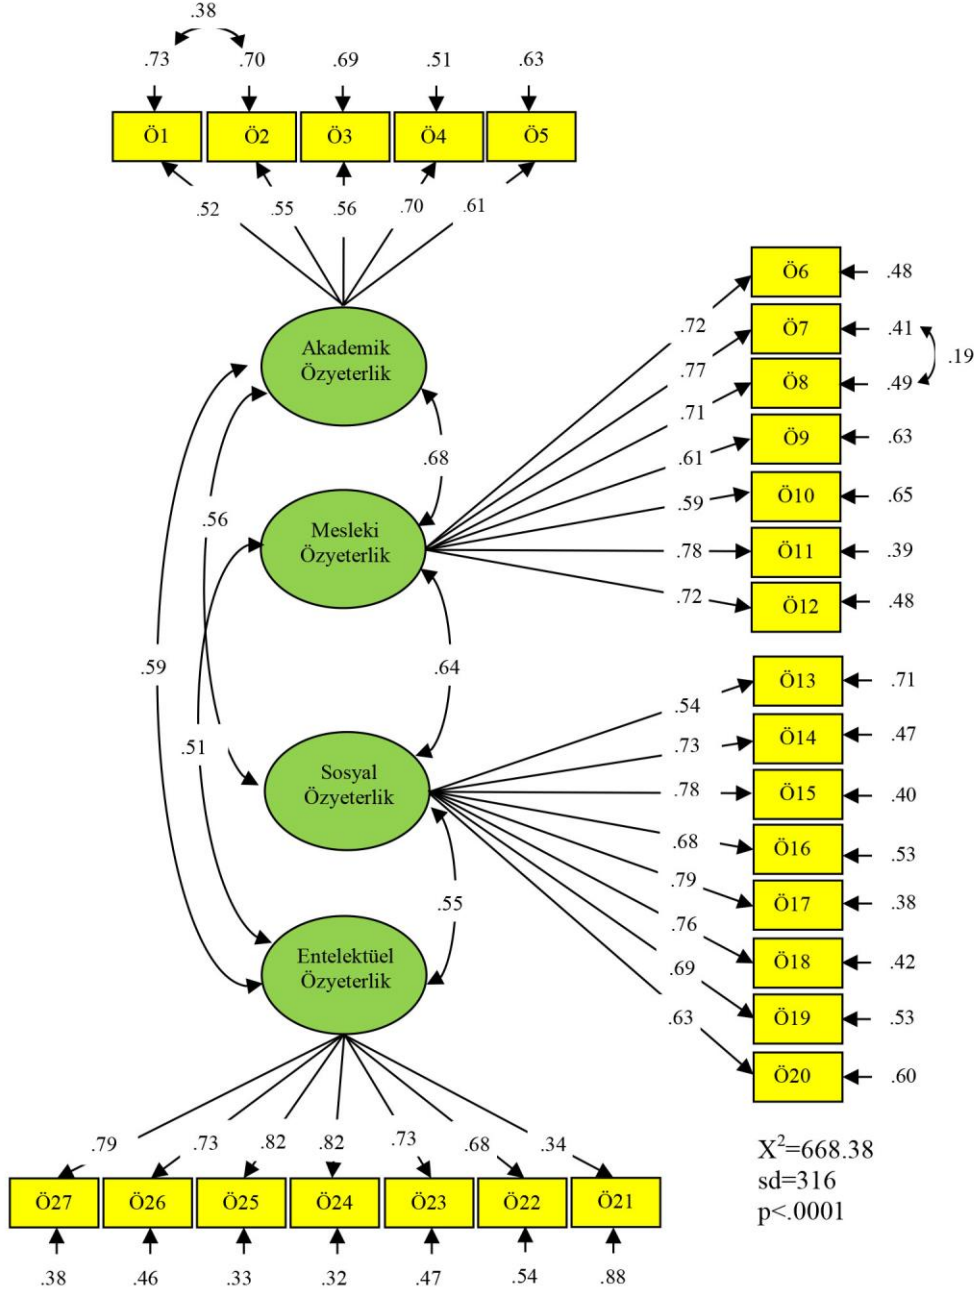 .38
.73 .70 .69 .51 .63
Ö1 Ö2 Ö3 Ö4 Ö5
.52 .55 .56 .70 .61
Akademik
Özyeterlik
Mesleki
Özyeterlik
Sosyal
Özyeterlik
Entelektüel
Özyeterlik
.68
.56
.59
.64
.51
.55
.72 Ö6 .48
.77 Ö7 .41
.19
.71 Ö8 .49
.61 Ö9 .63
.59 Ö10 .65
.78 Ö11 .39
.72 Ö12 .48
.54 Ö13 .71
.73 Ö14 .47
.78 Ö15 .40
.68 Ö16 .53
.79 Ö17 .38
.76 Ö18 .42
.69 Ö19 .53
.63 Ö20 .60
.79 .73 .82 .82 .73 .68 .34
Ö27 Ö26 Ö25 Ö24 Ö23 Ö22 Ö21
.38 .46 .33 .32 .47 .54 .88
X²=668.38
sd=316
p<.0001